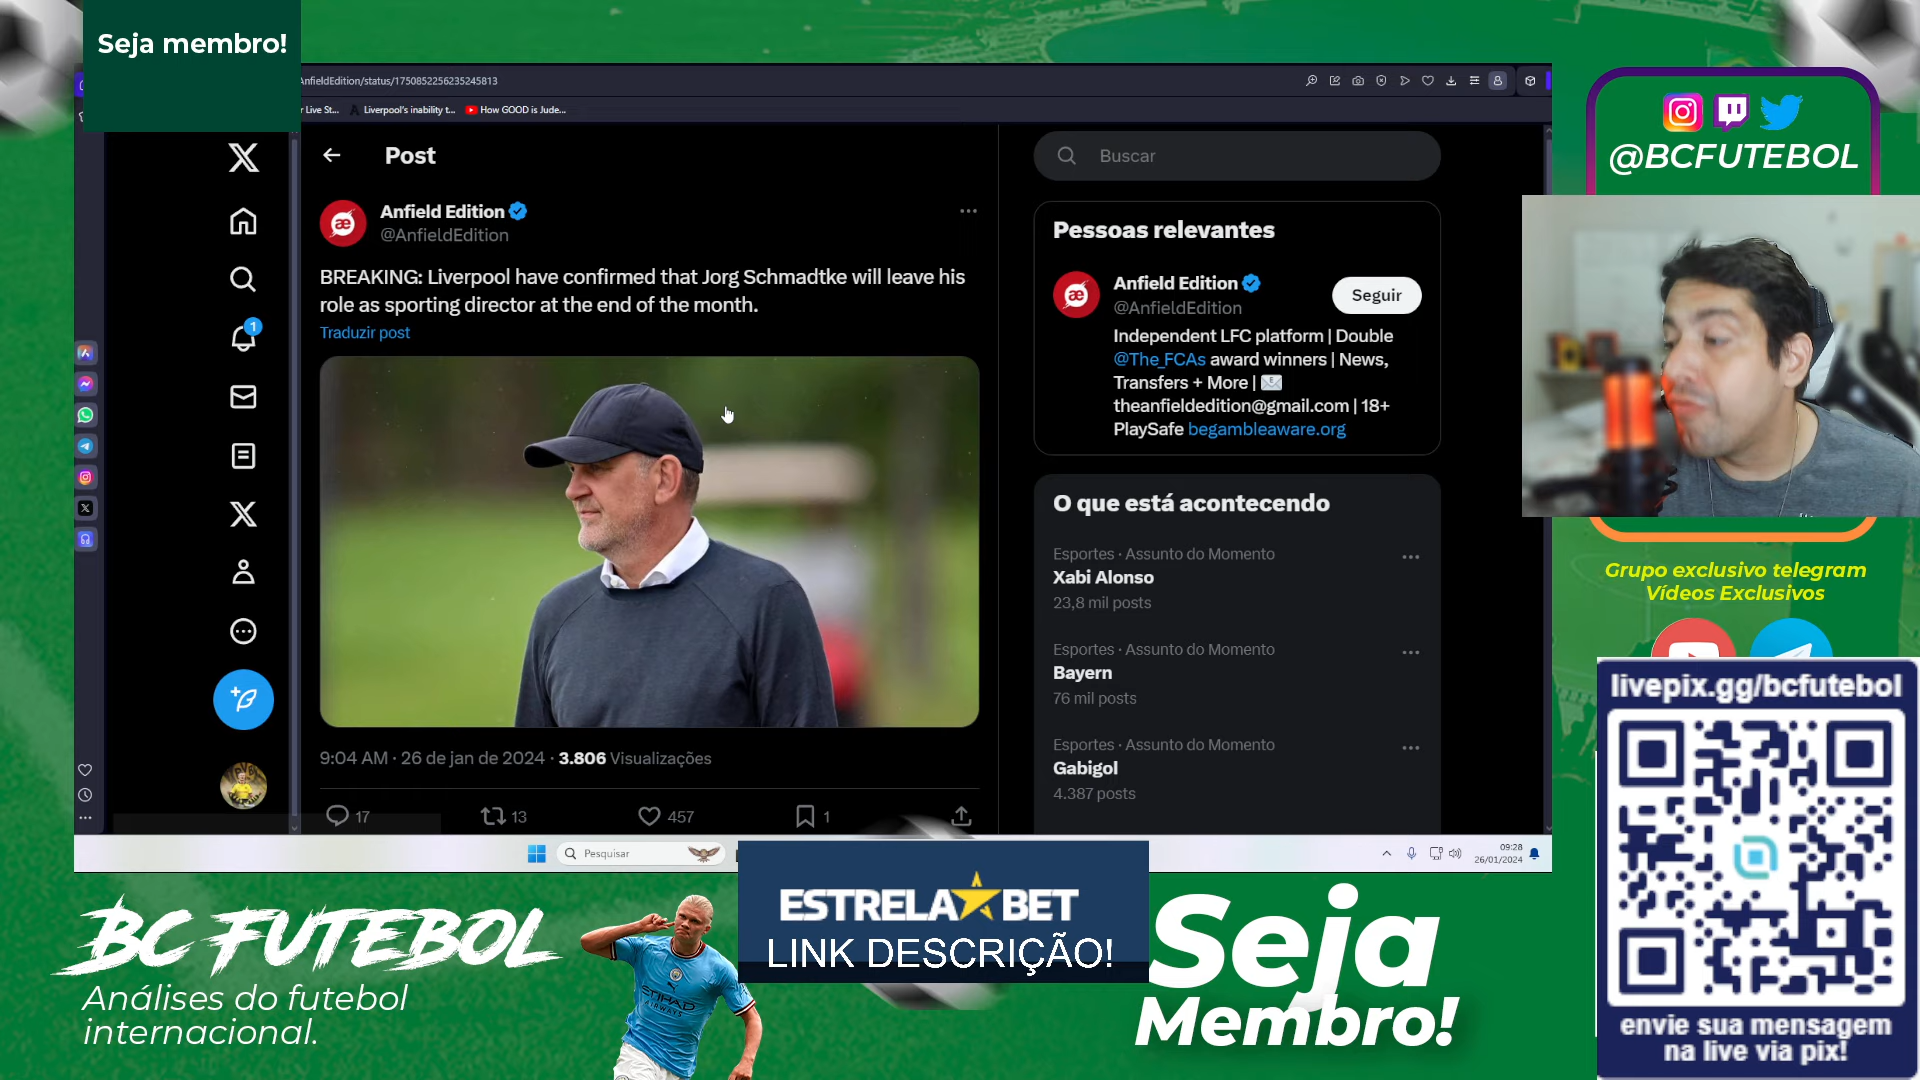 Seja membro!
AnfieldEdition/status/1750852256235245813
r Live St...
Liverpool's inability t...
How GOOD is Jude...
Post
Buscar
æ
Anfield Edition
@AnfieldEdition
BREAKING: Liverpool have confirmed that Jorg Schmadtke will leave his
role as sporting director at the end of the month.
Traduzir post
9:04 AM · 26 de jan de 2024 · 3.806 Visualizações
17
13
457
1
1
Pessoas relevantes
æ
Anfield Edition
@AnfieldEdition
Seguir
Independent LFC platform | Double
@The_FCAs award winners | News,
Transfers + More |
theanfieldedition@gmail.com | 18+
PlaySafe begambleaware.org
O que está acontecendo
Esportes · Assunto do Momento
Xabi Alonso
23,8 mil posts
Esportes · Assunto do Momento
Bayern
76 mil posts
Esportes · Assunto do Momento
Gabigol
4.387 posts
Pesquisar
09:28
26/01/2024
@BCFUTEBOL
Grupo exclusivo telegram
Vídeos Exclusivos
livepix.gg/bcfutebol
envie sua mensagem
na live via pix!
BC FUTEBOL
Análises do futebol
internacional.
ETIHAD
AIRWAYS
ESTRELA BET
LINK DESCRIÇÃO!
Seja
Membro!